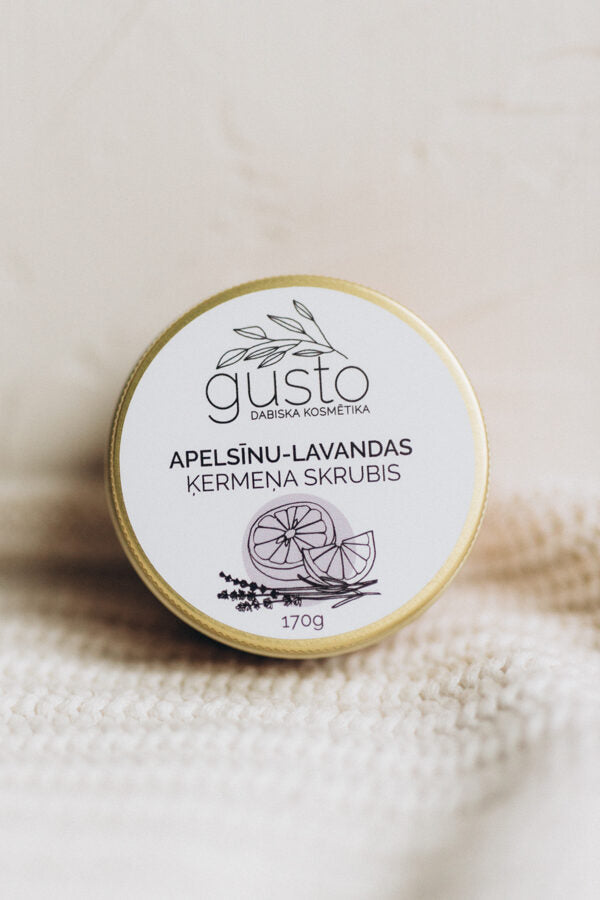 gusto
DABISKA KOSMĒTIKA
APELSĪNU-LAVANDAS
ĶERMEŅA SKRUBIS
170g